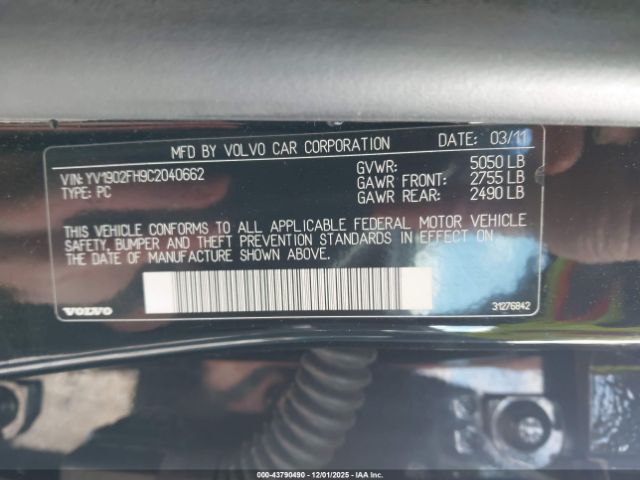 MFD BY VOLVO CAR CORPORATION DATE: 03/11
VIN: YV1902FH9C2040662 GVWR: 5050 LB
TYPE: PC GAWR FRONT: 2755 LB
GAWR REAR: 2490 LB
THIS VEHICLE CONFORMS TO ALL APPLICABLE FEDERAL MOTOR VEHICLE
SAFETY, BUMPER AND THEFT PREVENTION STANDARDS IN EFFECT ON
THE DATE OF MANUFACTURE SHOWN ABOVE.
VOLVO 31276842
000-43790490 • 12/01/2025 - IAAC